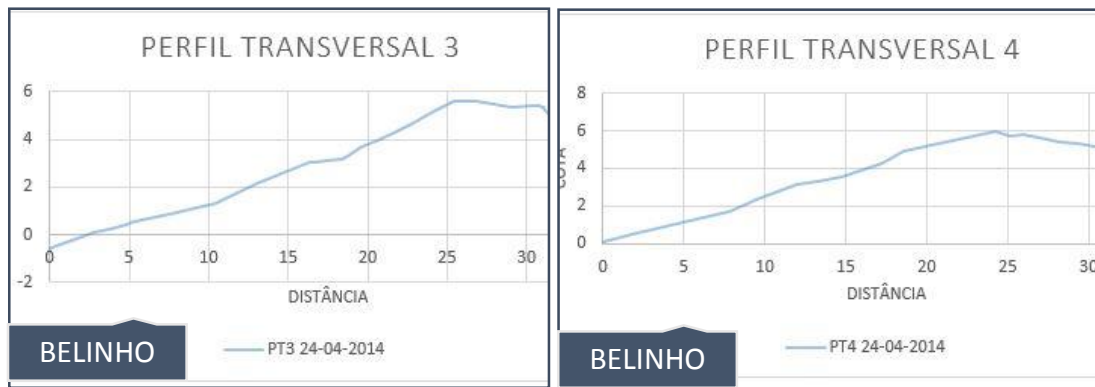 PERFIL TRANSVERSAL 3
6
4
2
0
-2
0 5 10 15 20 25 30
DISTÂNCIA
PT3 24-04-2014
BELINHO
PERFIL TRANSVERSAL 4
8
6
4
2
0
COTA
0 5 10 15 20 25 30
DISTÂNCIA
PT4 24-04-2014
BELINHO